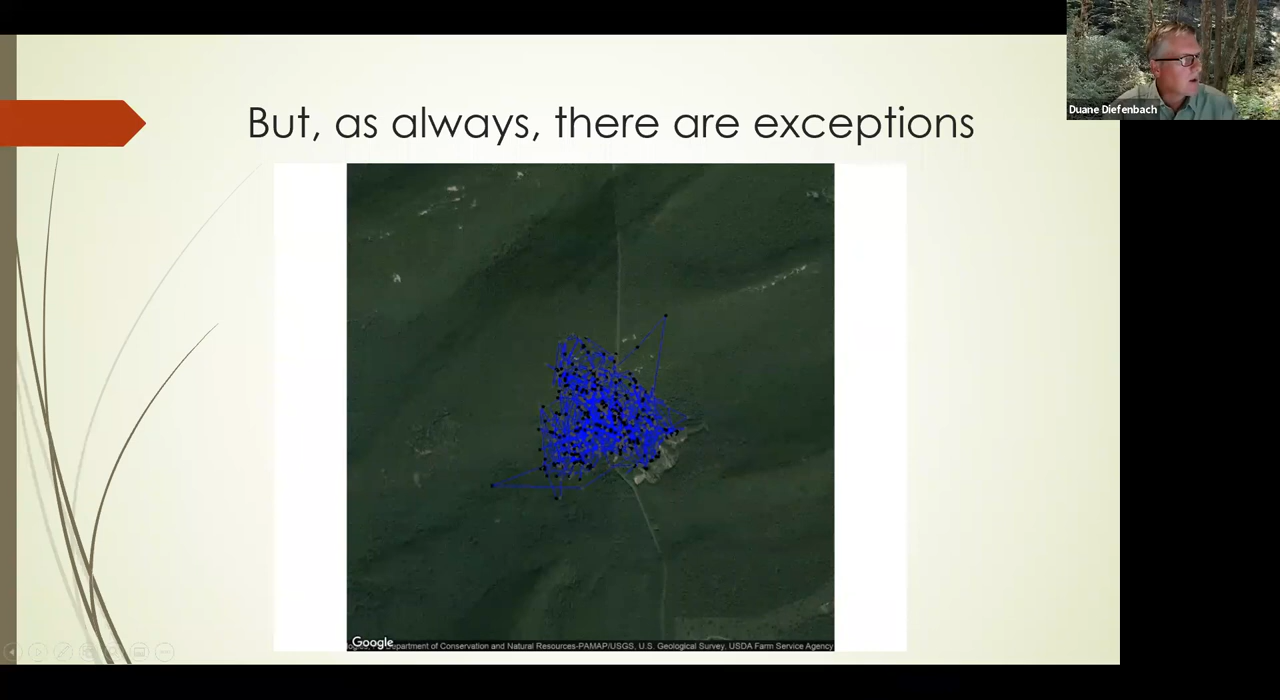 Duane Diefenbach
But, as always, there are exceptions
Google
Department of Conservation and Natural Resources-PAMAP/USGS, U.S. Geological Survey, USDA Farm Service Agency